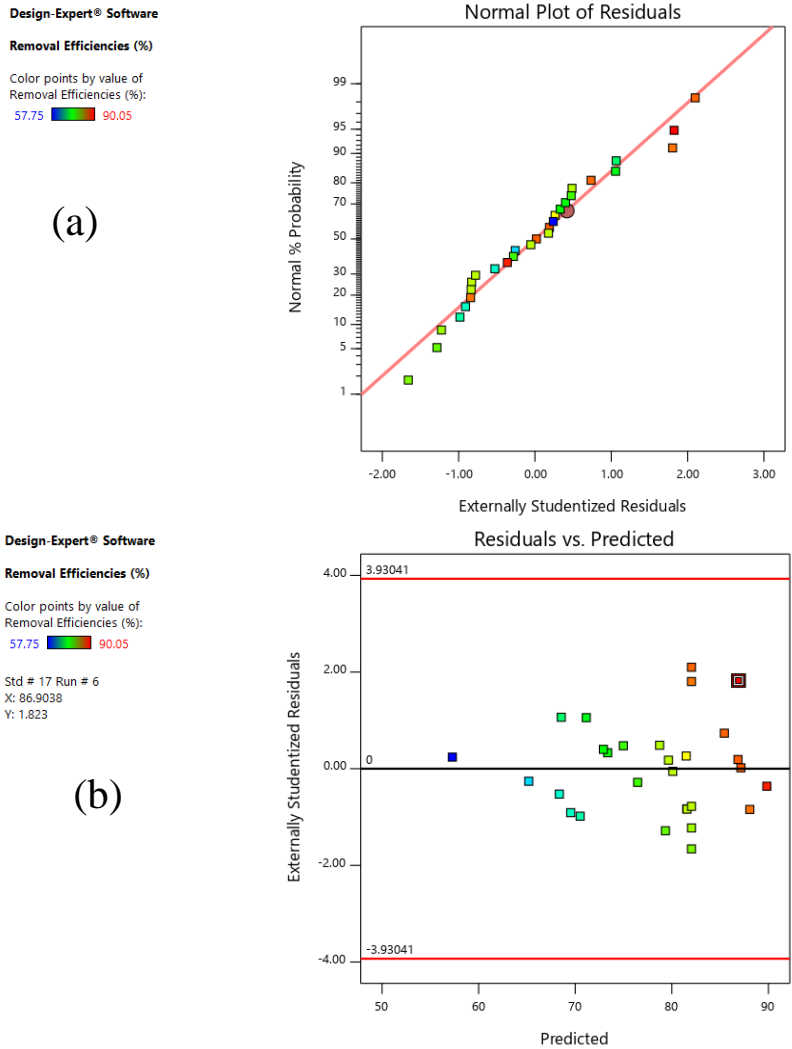 Design-Expert® Software
Removal Efficiencies (%)
Color points by value of
Removal Efficiencies (%):
57.75 90.05
(a)
Normal Plot of Residuals
Normal % Probability
99
95
90
80
70
50
30
20
10
5
1
-2.00 -1.00 0.00 1.00 2.00 3.00
Externally Studentized Residuals
Design-Expert® Software
Removal Efficiencies (%)
Color points by value of
Removal Efficiencies (%):
57.75 90.05
Std # 17 Run # 6
X: 86.9038
Y: 1.823
(b)
Residuals vs. Predicted
Externally Studentized Residuals
4.00
2.00
0.00
-2.00
-4.00
3.93041
0
-3.93041
50 60 70 80 90
Predicted